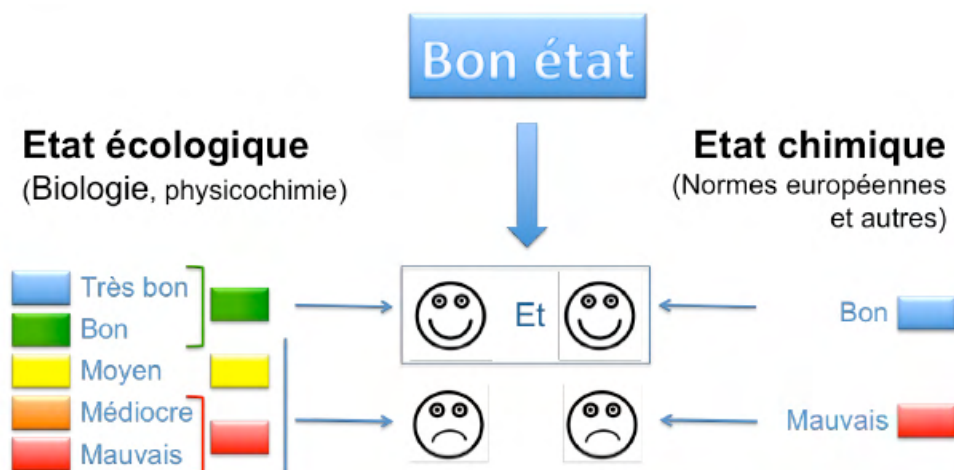 Bon état
Etat écologique
(Biologie, physicochimie)
Etat chimique
(Normes européennes
et autres)
Très bon
Bon
Moyen
Médiocre
Mauvais
Et
Bon
Mauvais